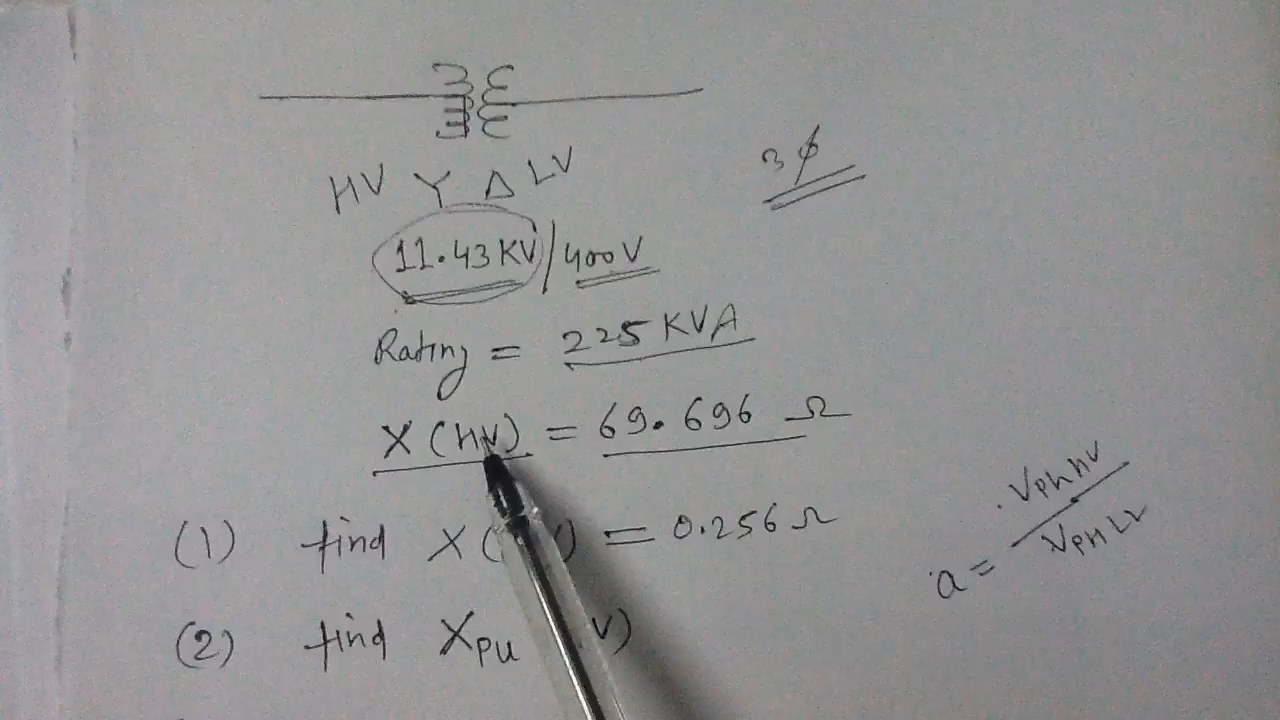 HV Y Δ LV
3ϕ
11.43 KV / 400V
Rating = 225 KVA
X (HV) = 69.696 Ω
(1) find X ( V) = 0.256 Ω
a = VPH HV / VPH LV
(2) find XPU V)